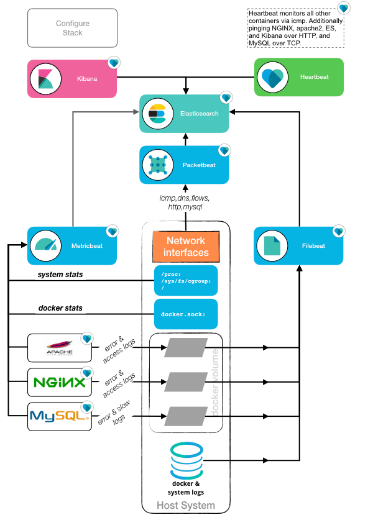 Configure
Stack
Heartbeat monitors all other
containers via icmp. Additionally
pinging NGINX, apache2. ES,
and Kibana over HTTP, and
MySQL over TCP.
Kibana
Heartbeat
Elasticsearch
Packetbeat
icmp,dns,flows,
http,mysql
Metricbeat
Network
interfaces
Filebeat
system stats
/proc:
/sys/fs/cgroup:
/
docker stats
docker.sock:
APACHE
error &
access logs
NGINX
error &
access logs
MySQL
error & slow
logs
docker volume
docker &
system logs
Host System